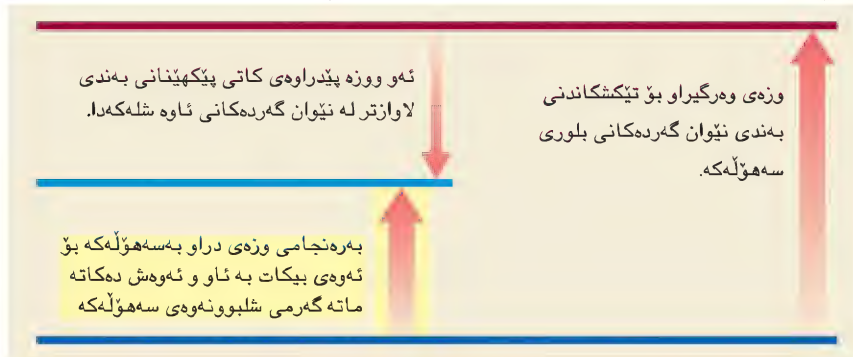 وزەی وەرگیراو بۆ تێکشکاندنی
بەندی نێوان گەردەکانی بلوری
سەهۆڵەکە.
ئەو ووزە پێدراوەی کاتی پێکهێنانی بەندی
لاوازتر لە نێوان گەردەکانی ئاوە شلەکەدا.
بەرەنجامی وزەی دراو بەسەهۆڵەکە بۆ
ئەوەی بیکات بە ئاو و ئەوەش دەکاتە
ماتە گەرمی شلبوونەوەی سەهۆڵەکە